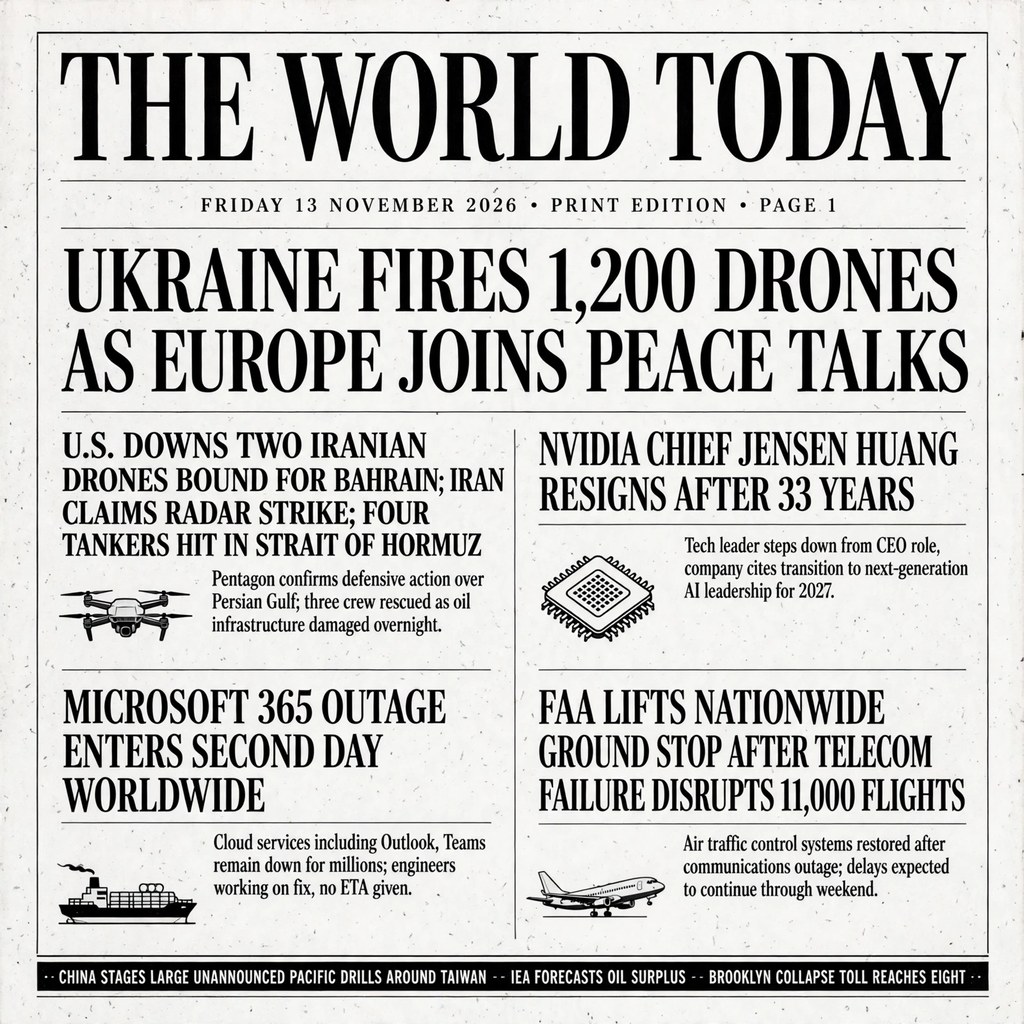 THE WORLD TODAY
FRIDAY 13 NOVEMBER 2026 • PRINT EDITION • PAGE 1
UKRAINE FIRES 1,200 DRONES
AS EUROPE JOINS PEACE TALKS
U.S. DOWNS TWO IRANIAN
DRONES BOUND FOR BAHRAIN; IRAN
CLAIMS RADAR STRIKE; FOUR
TANKERS HIT IN STRAIT OF HORMUZ
Pentagon confirms defensive action over
Persian Gulf; three crew rescued as oil
infrastructure damaged overnight.
NVIDIA CHIEF JENSEN HUANG
RESIGNS AFTER 33 YEARS
Tech leader steps down from CEO role,
company cites transition to next-generation
AI leadership for 2027.
MICROSOFT 365 OUTAGE
ENTERS SECOND DAY
WORLDWIDE
Cloud services including Outlook, Teams
remain down for millions; engineers
working on fix, no ETA given.
FAA LIFTS NATIONWIDE
GROUND STOP AFTER TELECOM
FAILURE DISRUPTS 11,000 FLIGHTS
Air traffic control systems restored after
communications outage; delays expected
to continue through weekend.
·· CHINA STAGES LARGE UNANNOUNCED PACIFIC DRILLS AROUND TAIWAN -- IEA FORECASTS OIL SURPLUS -- BROOKLYN COLLAPSE TOLL REACHES EIGHT ··